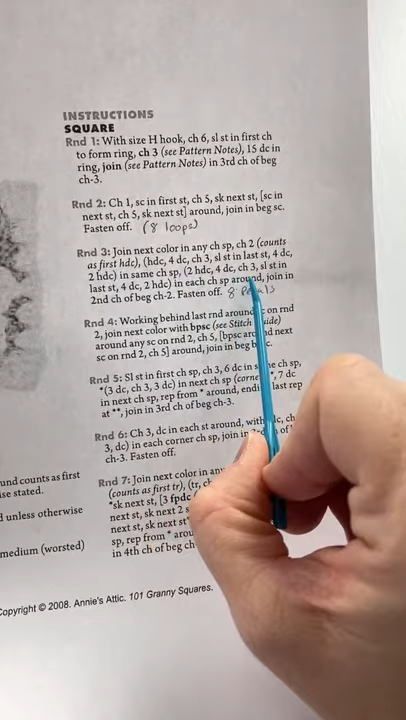 INSTRUCTIONS
SQUARE
Rnd 1: With size H hook, ch 6, sl st in first ch
to form ring, ch 3 (see Pattern Notes), 15 dc in
ring, join (see Pattern Notes) in 3rd ch of beg
ch-3.
Rnd 2: Ch 1, sc in first st, ch 5, sk next st, [sc in
next st, ch 5, sk next st] around, join in beg sc.
Fasten off. (8 loops)
Rnd 3: Join next color in any ch sp, ch 2 (counts
as first hdc), (hdc, 4 dc, ch 3, sl st in last st, 4 dc,
2 hdc) in same ch sp, (2 hdc, 4 dc, ch 3, sl st in
last st, 4 dc, 2 hdc) in each ch sp around, join in
2nd ch of beg ch-2. Fasten off. 8 Petals
Rnd 4: Working behind last rnd around on rnd
2, join next color with bpsc (see Stitch Guide)
around any sc on rnd 2, ch 5, [bpsc around next
sc on rnd 2, ch 5] around, join in beg
Rnd 5: Sl st in first ch sp, ch 3, 6 dc in ch sp,
*(3 dc, ch 3, 3 dc) in next ch sp 7 dc
in next ch sp, rep from * around, last rep
at **, join in 3rd ch of beg ch-3.
Rnd 6: Ch 3, dc in each st around, with ch
3, dc) in each corner ch sp, join in
ch-3. Fasten off.
Rnd 7: Join next color in
(counts as first tr), (tr,
*sk next st, [3 fpdc
next st, sk next 2
next st, sk next st*
sp, rep from *
in 4th ch of beg
und counts as first
ise stated.
d unless otherwise
medium (worsted)
Copyright © 2008. Annie's Attic. 101 Granny Squares.